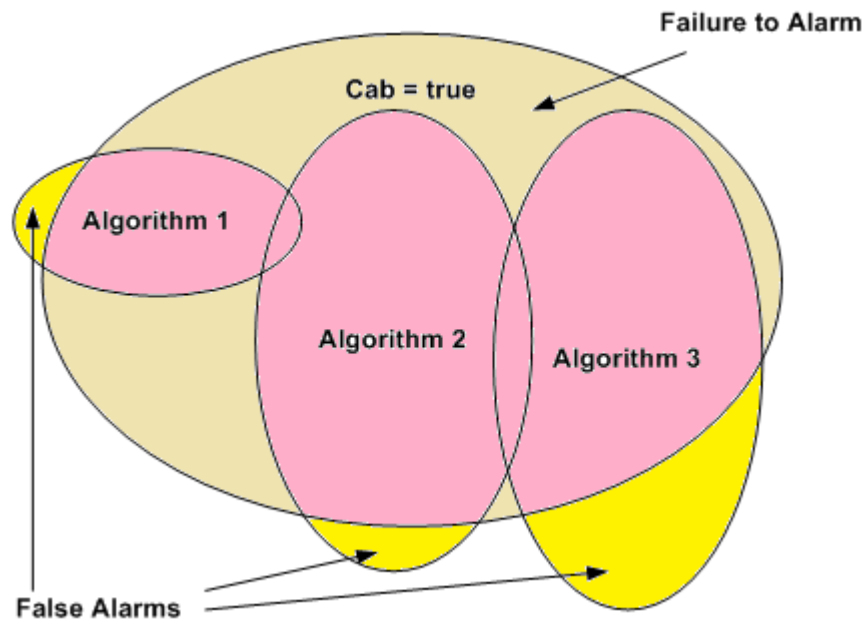 Failure to Alarm
Cab = true
Algorithm 1
Algorithm 2
Algorithm 3
False Alarms